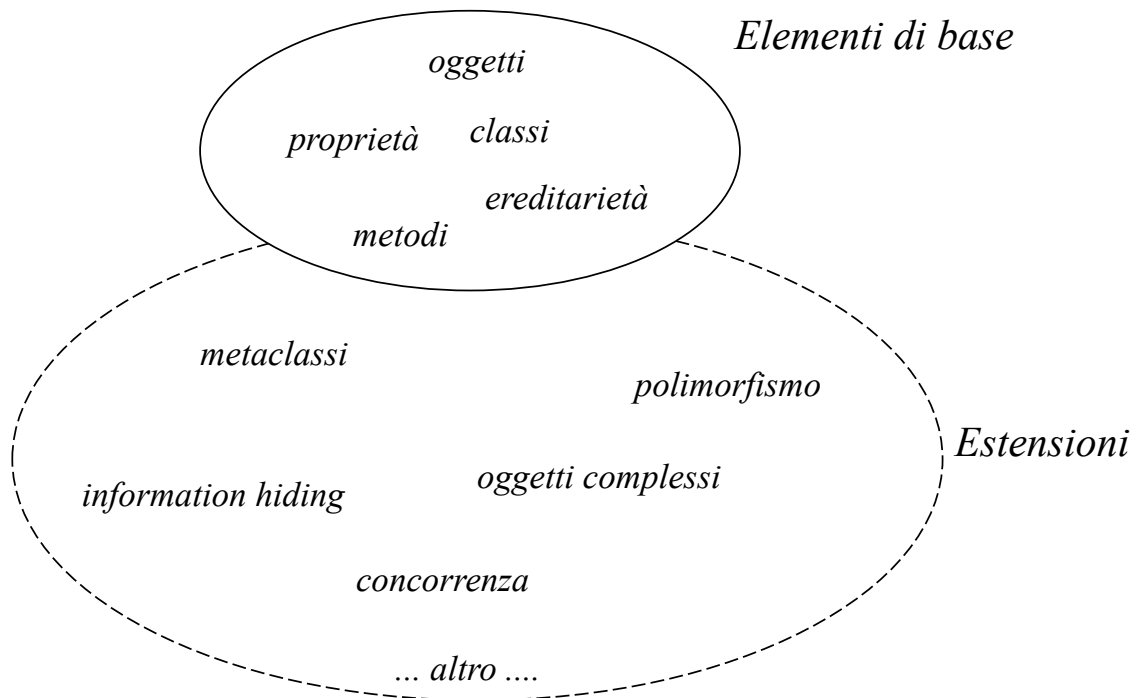 Elementi di base
oggetti
proprietà
classi
ereditarietà
metodi
metaclassi
polimorfismo
Estensioni
information hiding
oggetti complessi
concorrenza
... altro ....